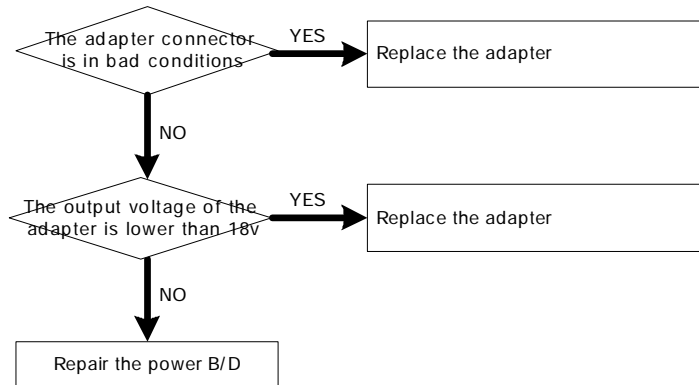 The adapter connector
is in bad conditions
YES
Replace the adapter
NO
The output voltage of the
adapter is lower than 18v
YES
Replace the adapter
NO
Repair the power B/D